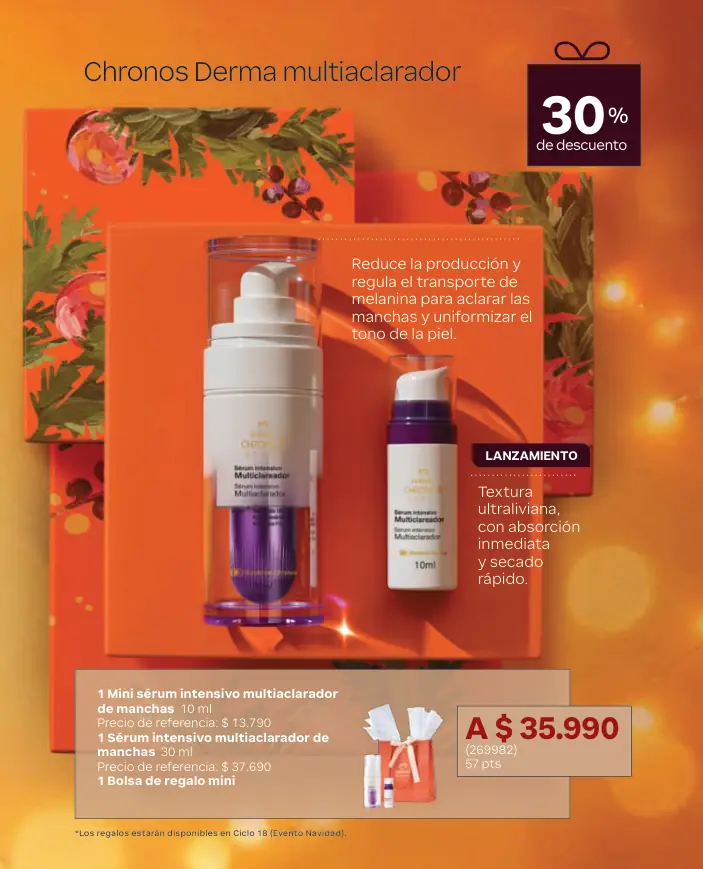 Chronos Derma multiaclarador
30%
de descuento
Reduce la producción y
regula el transporte de
melanina para aclarar las
manchas y uniformizar el
tono de la piel.
CHRONOS
Sérum intensivo
Multiclareador
Sérum intensivo
Multiaclarador
Sérum intensivo
Multiclareador
Sérum intensivo
Multiaclarador
10ml
LANZAMIENTO
Textura
ultraliviana,
con absorción
inmediata
y secado
rápido.
1 Mini sérum intensivo multiaclarador
de manchas 10 ml
Precio de referencia: $ 13.790
1 Sérum intensivo multiaclarador de
manchas 30 ml
Precio de referencia: $ 37.690
1 Bolsa de regalo mini
A $ 35.990
(269982)
57 pts
*Los regalos estarán disponibles en Ciclo 18 (Evento Navidad).